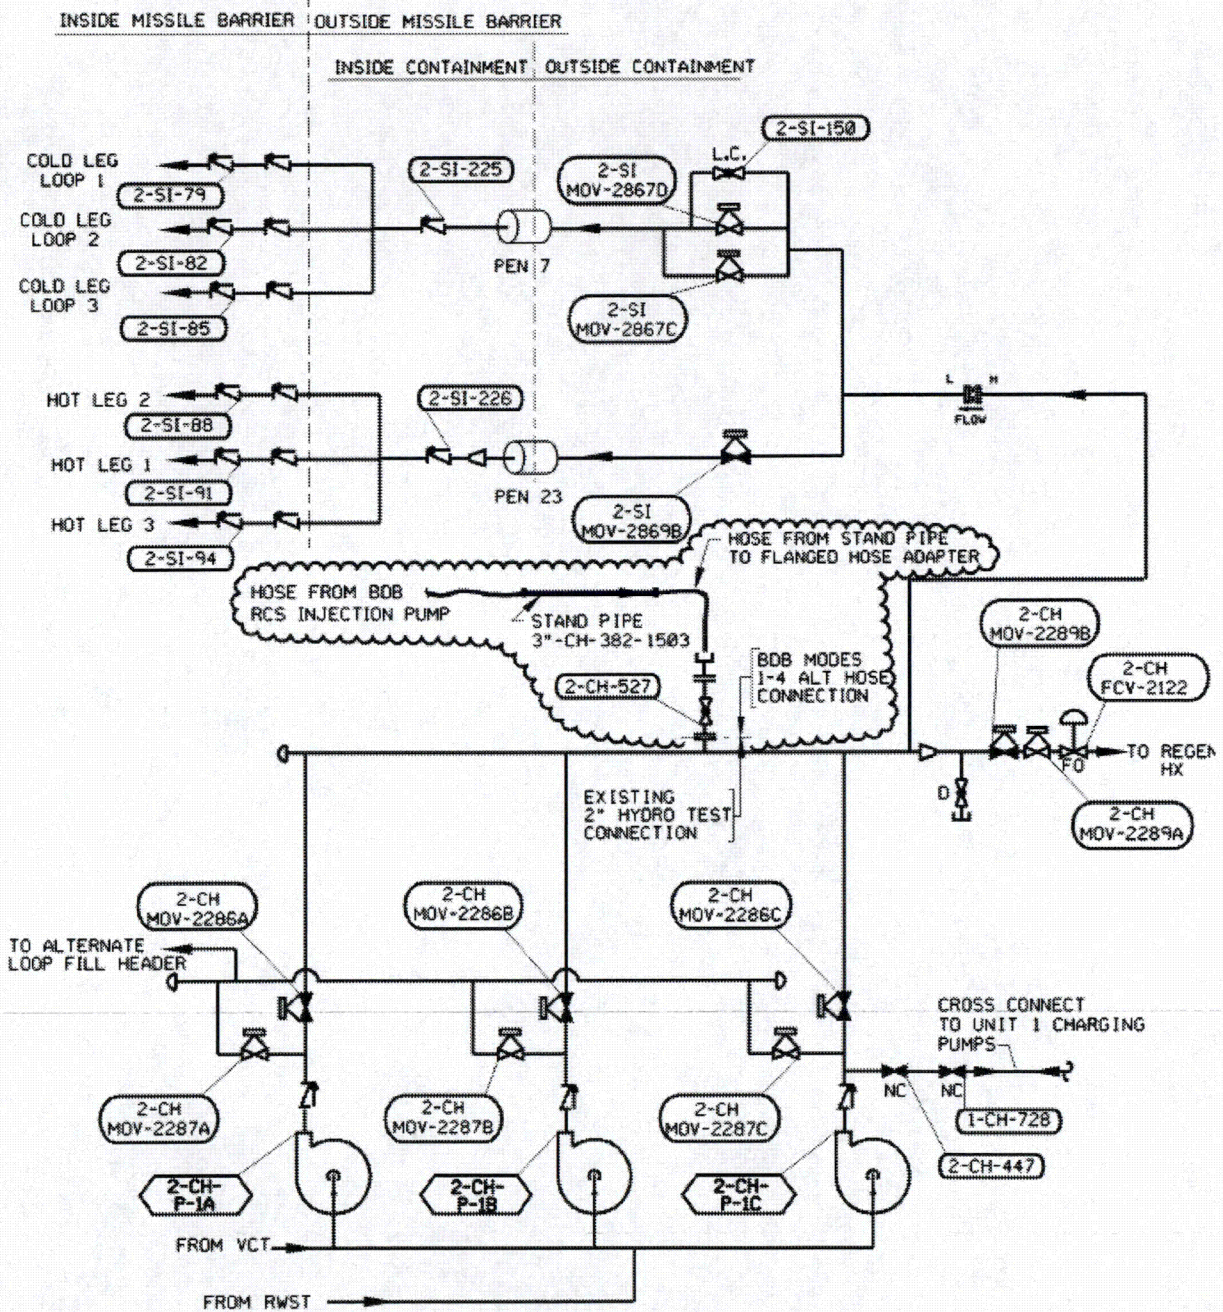 INSIDE MISSILE BARRIER
OUTSIDE MISSILE BARRIER
INSIDE CONTAINMENT
OUTSIDE CONTAINMENT
2-SI-150
L.C.
COLD LEG
LOOP 1
2-SI-79
2-SI-225
2-SI
MOV-2867D
COLD LEG
LOOP 2
2-SI-82
PEN 7
COLD LEG
LOOP 3
2-SI-85
2-SI
MOV-2867C
HOT LEG 2
2-SI-88
2-SI-226
L
H
FLOW
HOT LEG 1
2-SI-91
PEN 23
2-SI
MOV-2869B
HOT LEG 3
2-SI-94
HOSE FROM STAND PIPE
TO FLANGED HOSE ADAPTER
HOSE FROM BDB
RCS INJECTION PUMP
STAND PIPE
3"-CH-382-1503
2-CH
MOV-2289B
BDB MODES
1-4 ALT HOSE
CONNECTION
2-CH-527
2-CH
FCV-2122
TO REGEN
HX
FO
D
EXISTING
2" HYDRO TEST
CONNECTION
2-CH
MOV-2289A
2-CH
MOV-2286A
2-CH
MOV-2286B
2-CH
MOV-2286C
TO ALTERNATE
LOOP FILL HEADER
CROSS CONNECT
TO UNIT 1 CHARGING
PUMPS
NC
NC
2-CH
MOV-2287A
2-CH
MOV-2287B
2-CH
MOV-2287C
1-CH-728
2-CH-447
2-CH-
P-1A
2-CH-
P-1B
2-CH-
P-1C
FROM VCT
FROM RWST